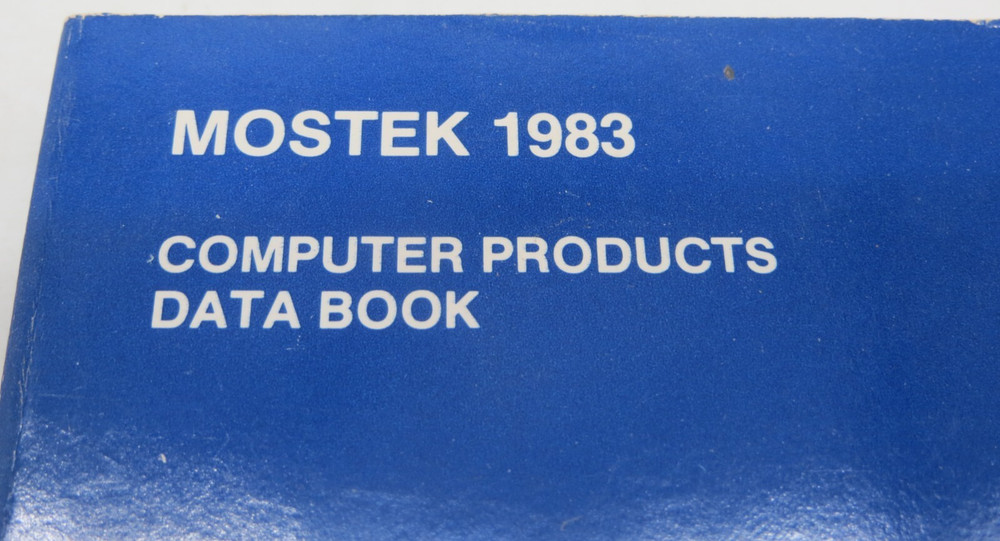 MOSTEK 1983
COMPUTER PRODUCTS
DATA BOOK